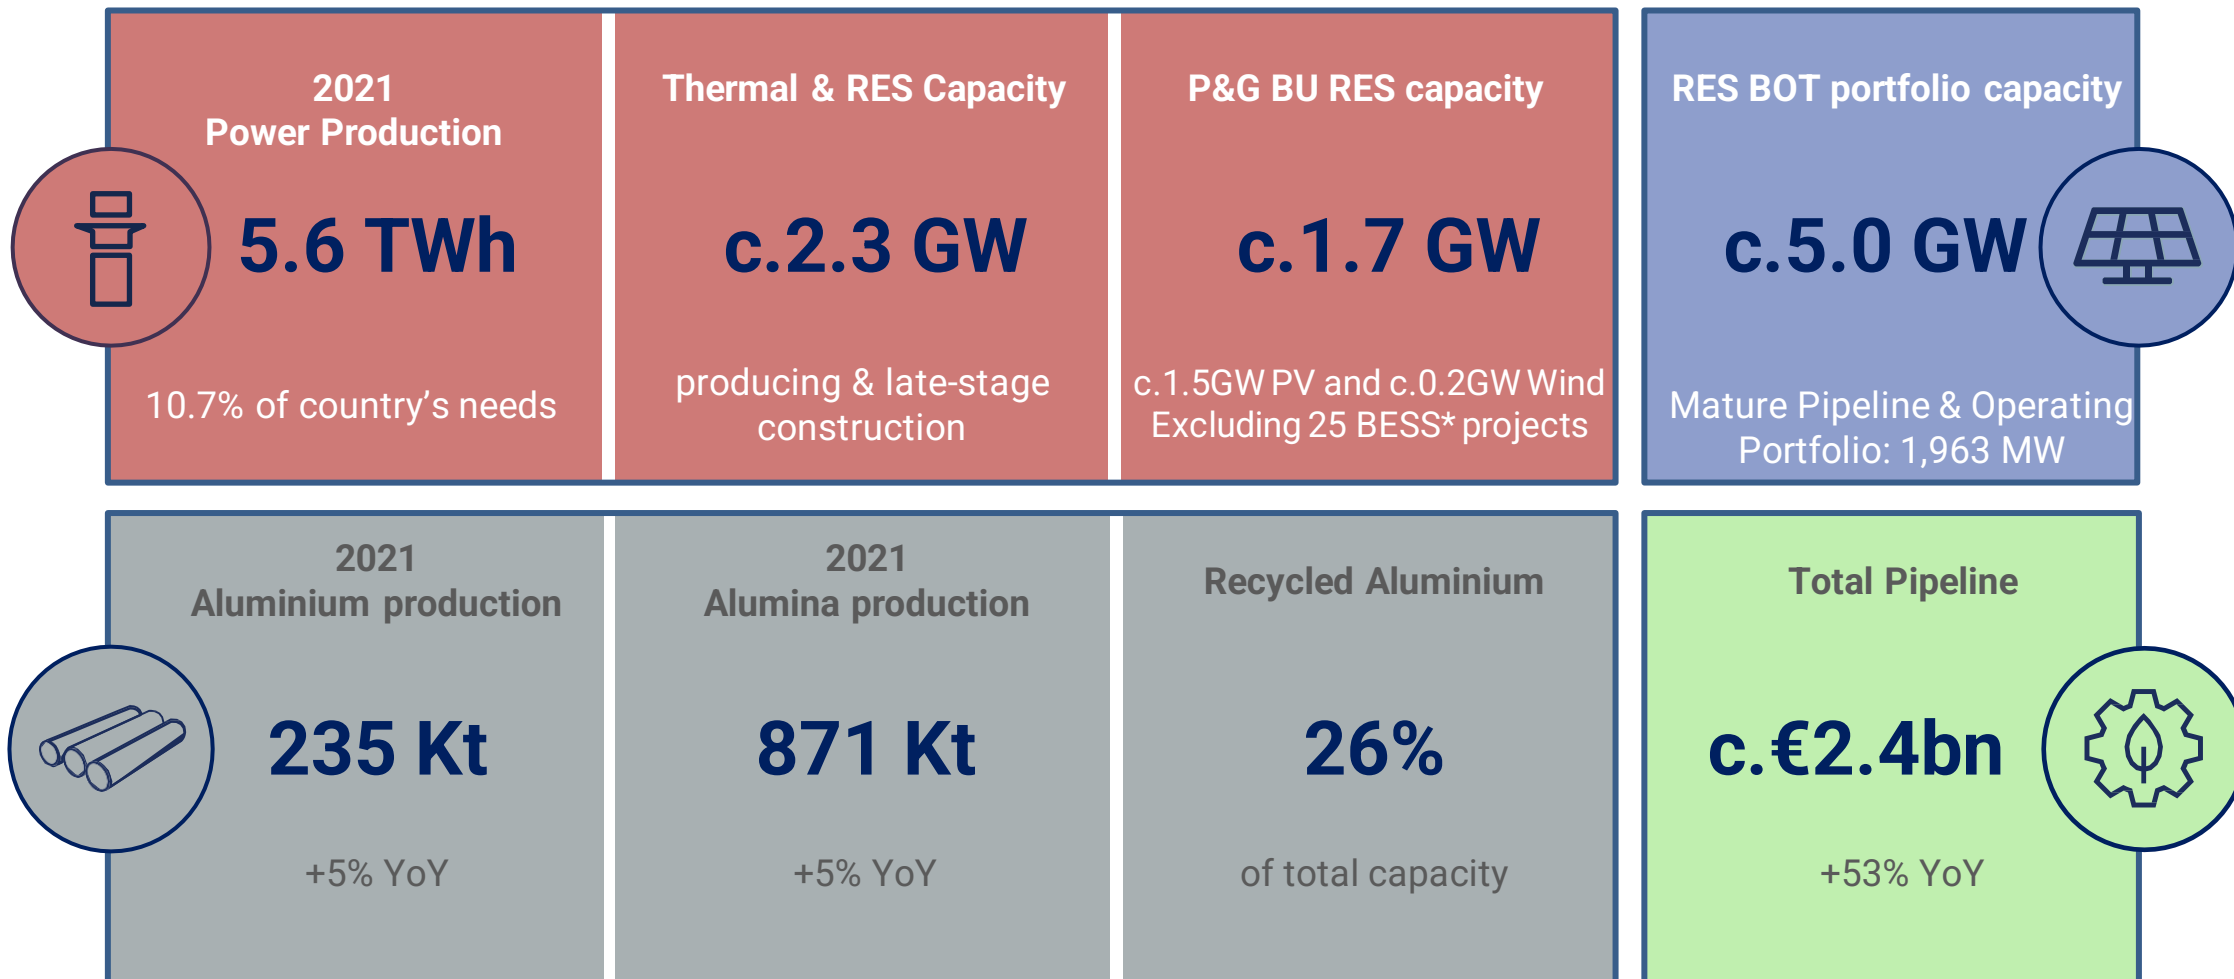 2021
Power Production
5.6 TWh
10.7% of country's needs
Thermal & RES Capacity
c.2.3 GW
producing & late-stage
construction
P&G BU RES capacity
c.1.7 GW
c.1.5GW PV and c.0.2GW Wind
Excluding 25 BESS* projects
RES BOT portfolio capacity
c.5.0 GW
Mature Pipeline & Operating
Portfolio: 1,963 MW
2021
Aluminium production
235 Kt
+5% YoY
2021
Alumina production
871 Kt
+5% YoY
Recycled Aluminium
26%
of total capacity
Total Pipeline
c.€2.4bn
+53% YoY